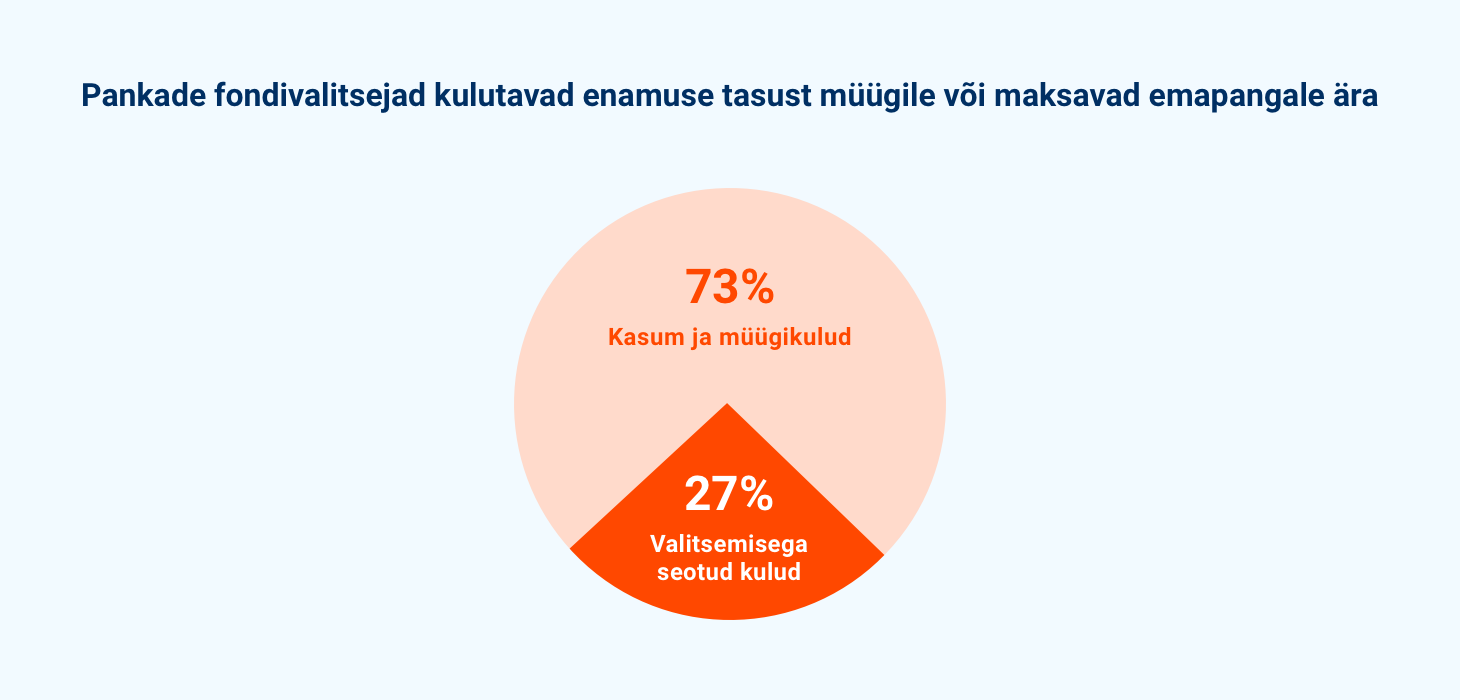 Pankade fondivalitsejad kulutavad enamuse tasust müügile või maksavad emapangale ära
73%
Kasum ja müügikulud
27%
Valitsemisega
seotud kulud